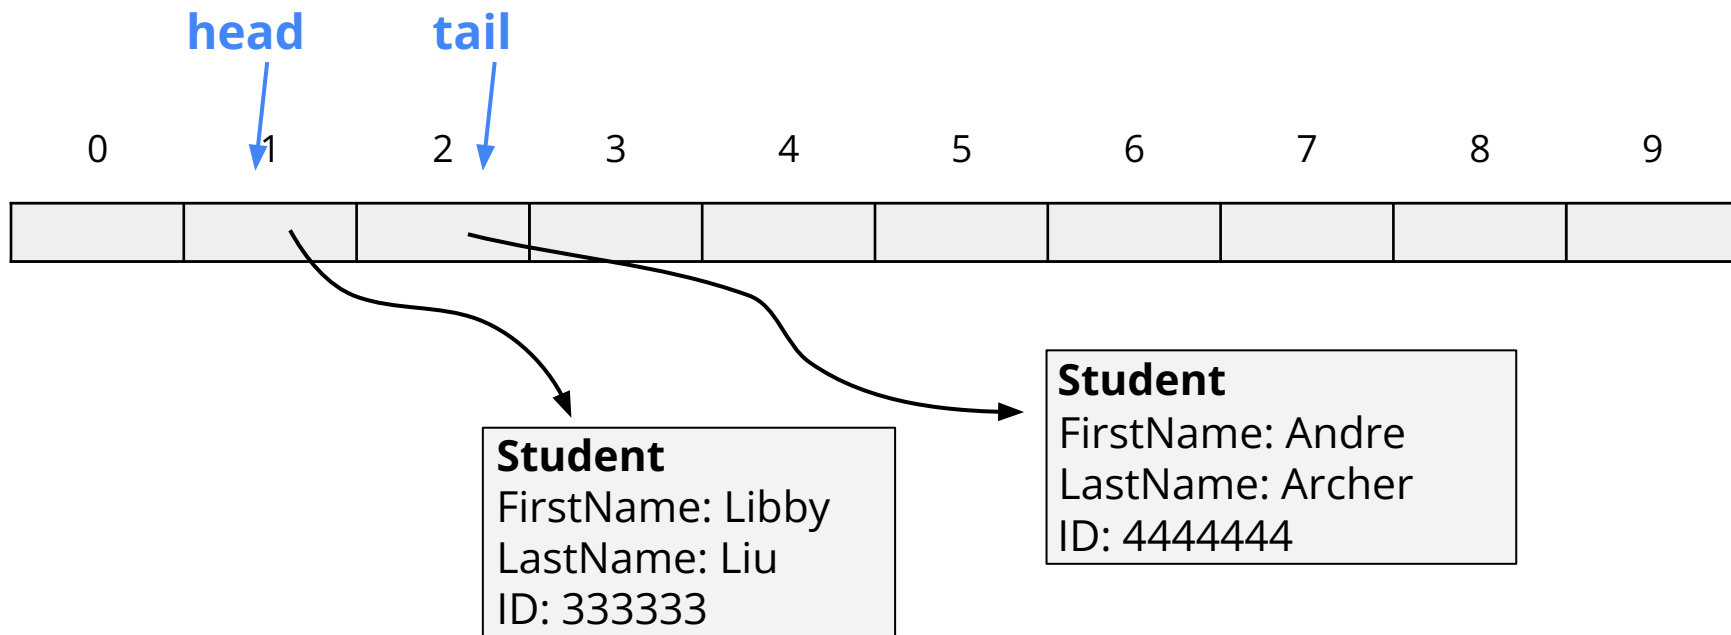 head tail
0 1 2 3 4 5 6 7 8 9
Student
FirstName: Libby
LastName: Liu
ID: 333333
Student
FirstName: Andre
LastName: Archer
ID: 4444444